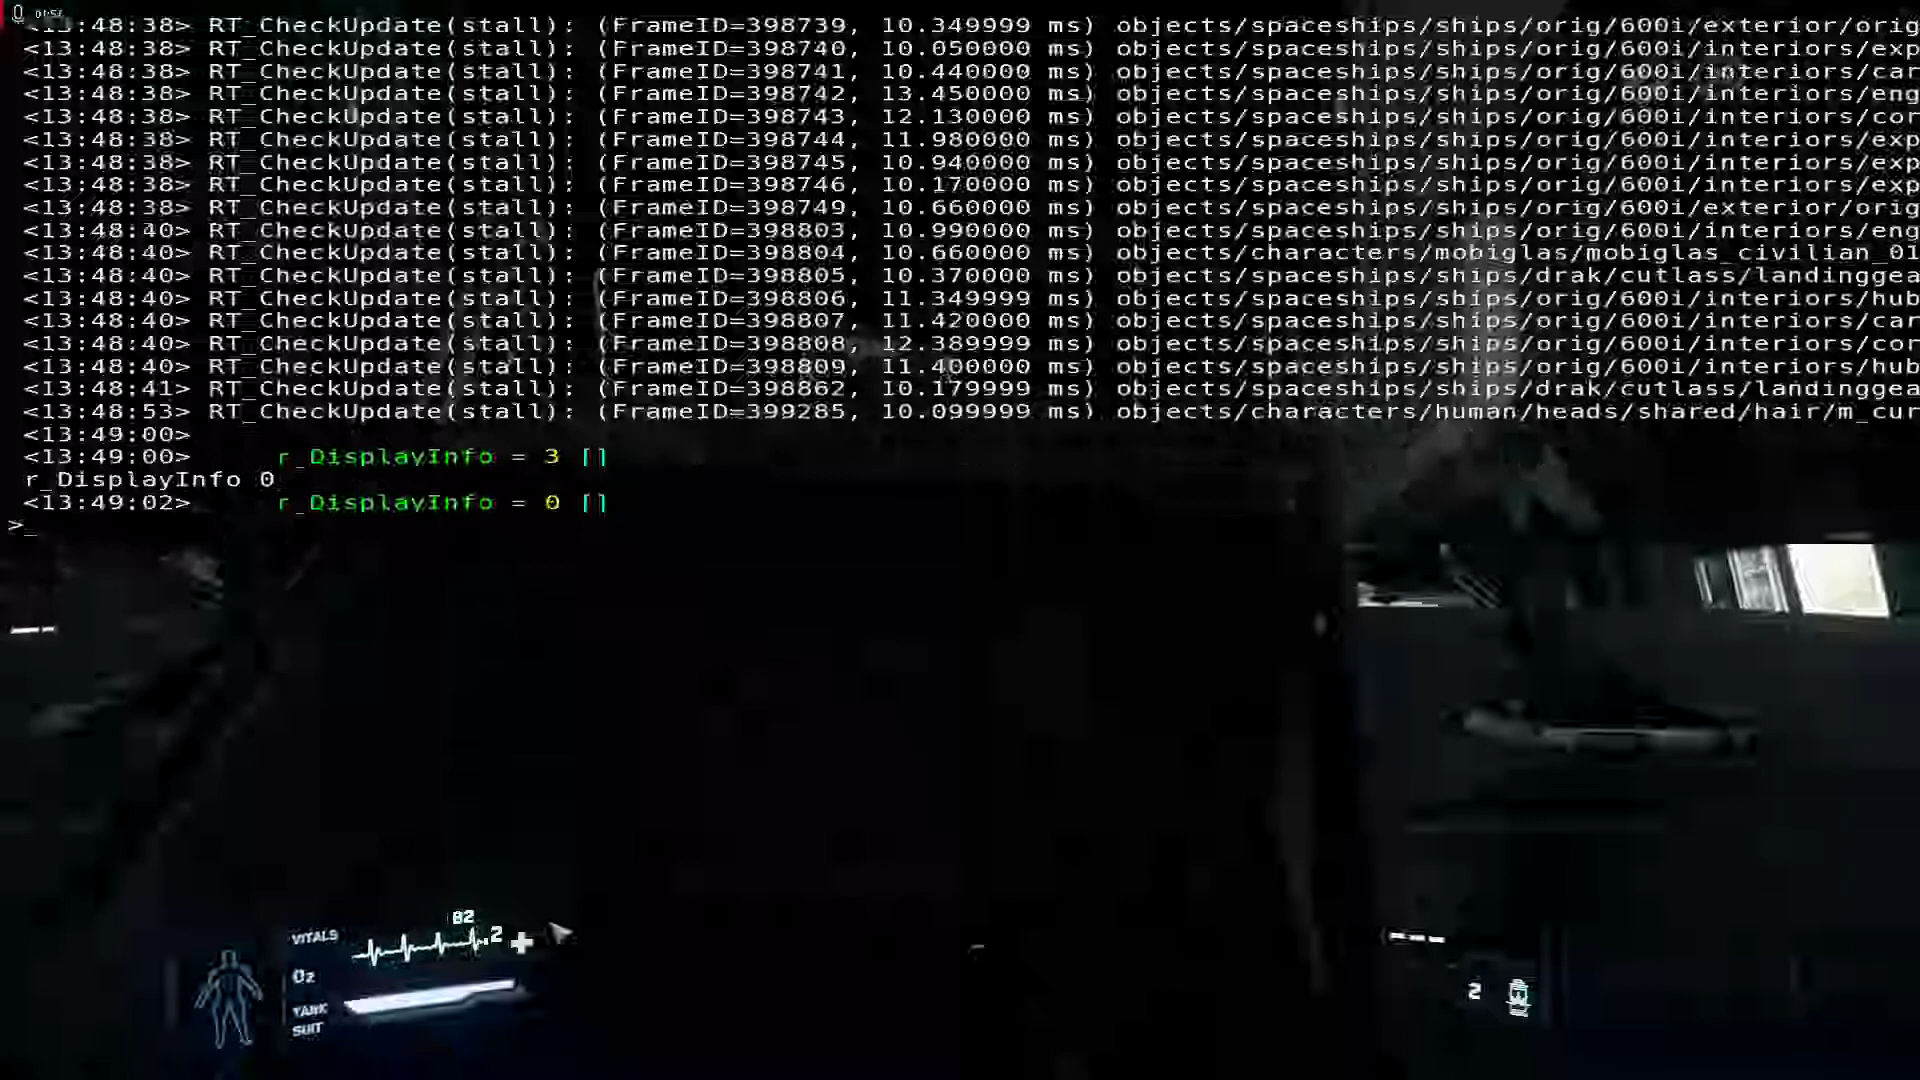 <13:48:38> RT_CheckUpdate(stall): (FrameID=398739, 10.349999 ms) objects/spaceships/ships/orig/600i/exterior/orig
<13:48:38> RT_CheckUpdate(stall): (FrameID=398740, 10.050000 ms) objects/spaceships/ships/orig/600i/interiors/exp
<13:48:38> RT_CheckUpdate(stall): (FrameID=398741, 10.440000 ms) objects/spaceships/ships/orig/600i/interiors/car
<13:48:38> RT_CheckUpdate(stall): (FrameID=398742, 13.450000 ms) objects/spaceships/ships/orig/600i/interiors/eng
<13:48:38> RT_CheckUpdate(stall): (FrameID=398743, 12.130000 ms) objects/spaceships/ships/orig/600i/interiors/cor
<13:48:38> RT_CheckUpdate(stall): (FrameID=398744, 11.980000 ms) objects/spaceships/ships/orig/600i/interiors/exp
<13:48:38> RT_CheckUpdate(stall): (FrameID=398745, 10.940000 ms) objects/spaceships/ships/orig/600i/interiors/exp
<13:48:38> RT_CheckUpdate(stall): (FrameID=398746, 10.170000 ms) objects/spaceships/ships/orig/600i/interiors/exp
<13:48:38> RT_CheckUpdate(stall): (FrameID=398749, 10.660000 ms) objects/spaceships/ships/orig/600i/exterior/orig
<13:48:40> RT_CheckUpdate(stall): (FrameID=398803, 10.990000 ms) objects/spaceships/ships/orig/600i/interiors/eng
<13:48:40> RT_CheckUpdate(stall): (FrameID=398804, 10.660000 ms) objects/characters/mobiglas/mobiglas_civilian_01
<13:48:40> RT_CheckUpdate(stall): (FrameID=398805, 10.370000 ms) objects/spaceships/ships/drak/cutlass/landinggea
<13:48:40> RT_CheckUpdate(stall): (FrameID=398806, 11.349999 ms) objects/spaceships/ships/orig/600i/interiors/hub
<13:48:40> RT_CheckUpdate(stall): (FrameID=398807, 11.420000 ms) objects/spaceships/ships/orig/600i/interiors/car
<13:48:40> RT_CheckUpdate(stall): (FrameID=398808, 12.389999 ms) objects/spaceships/ships/orig/600i/interiors/cor
<13:48:40> RT_CheckUpdate(stall): (FrameID=398809, 11.400000 ms) objects/spaceships/ships/orig/600i/interiors/hub
<13:48:41> RT_CheckUpdate(stall): (FrameID=398862, 10.179999 ms) objects/spaceships/ships/drak/cutlass/landinggea
<13:48:53> RT_CheckUpdate(stall): (FrameID=399285, 10.099999 ms) objects/characters/human/heads/shared/hair/m_cur
<13:49:00>
<13:49:00> r_DisplayInfo = 3 []
r_DisplayInfo 0
<13:49:02> r_DisplayInfo = 0 []
>_
82
VITALS .2
O2
TANK
SUIT
2